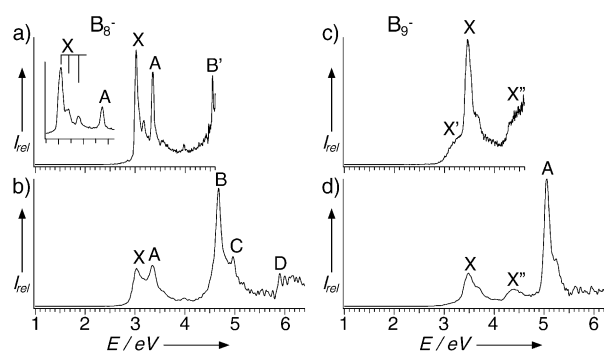 B8- B9-
a) X A B' c) X
X A
X' X''
Irel Irel
b) B d) A
X A C D X X''
Irel Irel
1 2 3 4 5 6 1 2 3 4 5 6
E / eV E / eV